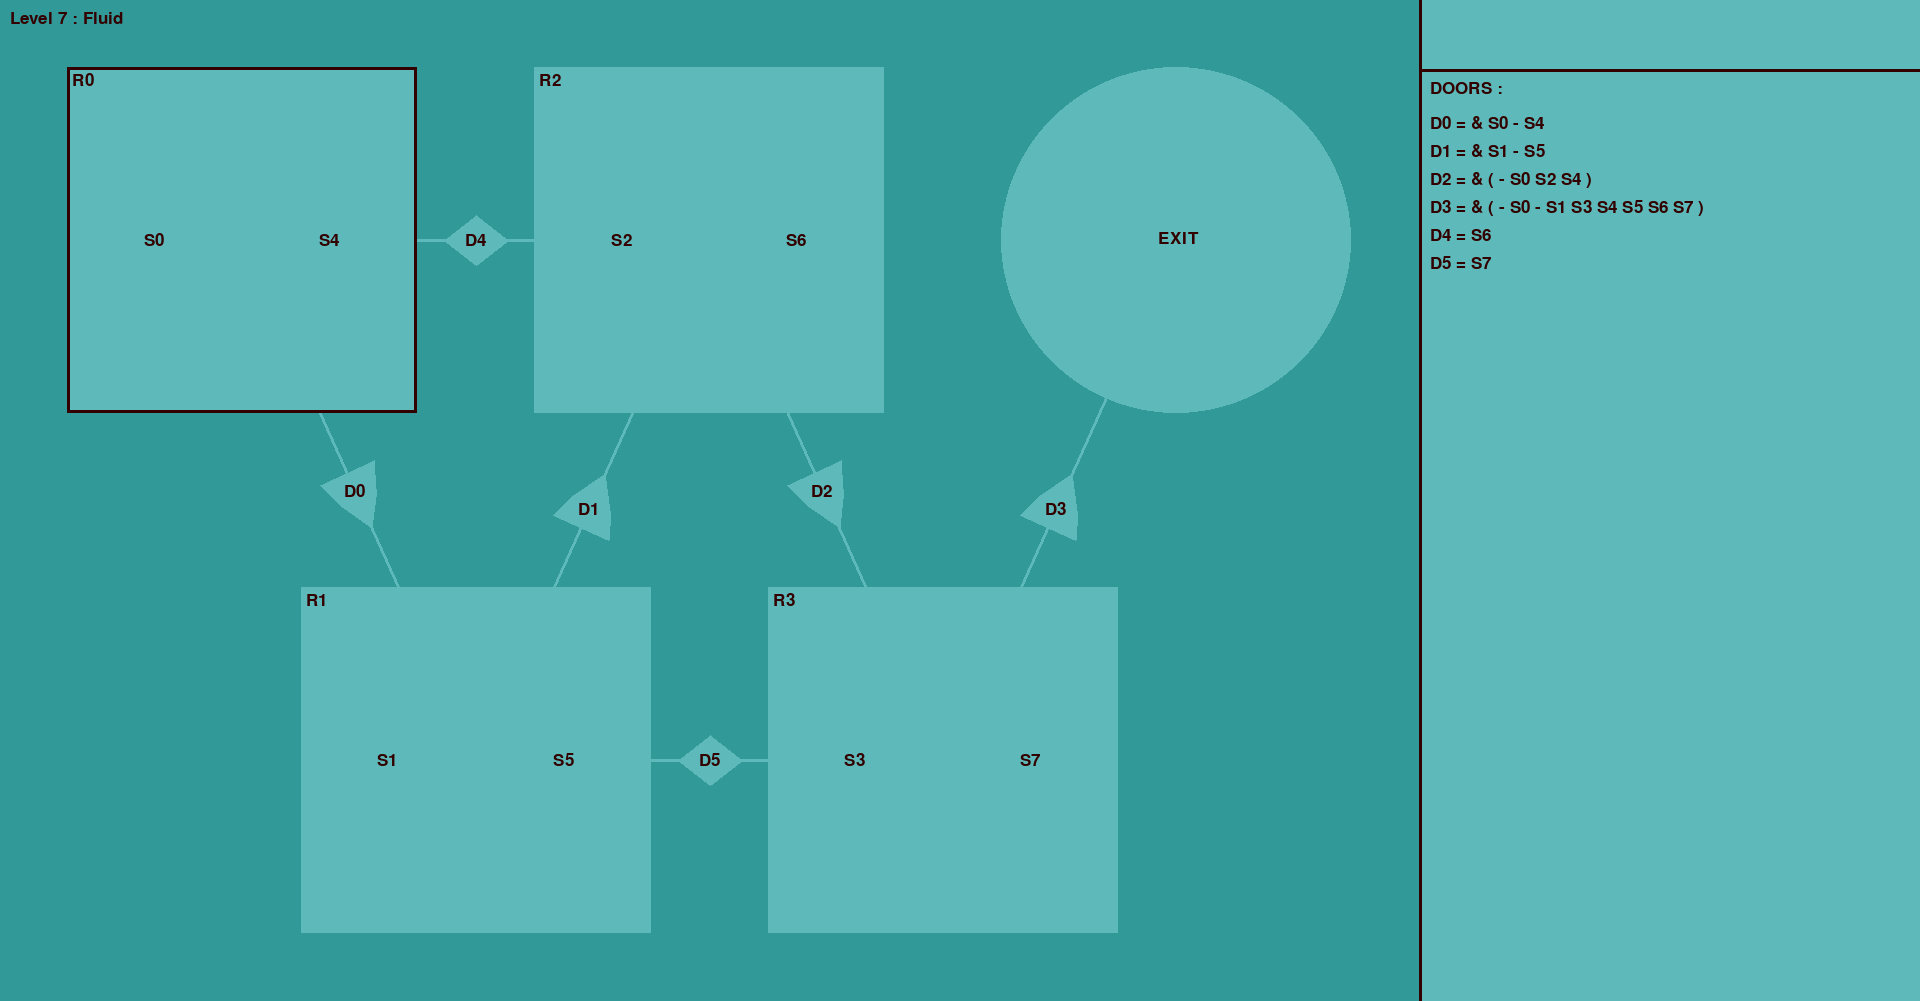 Level 7 : Fluid
R0
R2
S0
S4
D4
S2
S6
EXIT
D0
D1
D2
D3
R1
R3
S1
S5
D5
S3
S7
DOORS :
D0 = & S0 - S4
D1 = & S1 - S5
D2 = & ( - S0 S2 S4 )
D3 = & ( - S0 - S1 S3 S4 S5 S6 S7 )
D4 = S6
D5 = S7